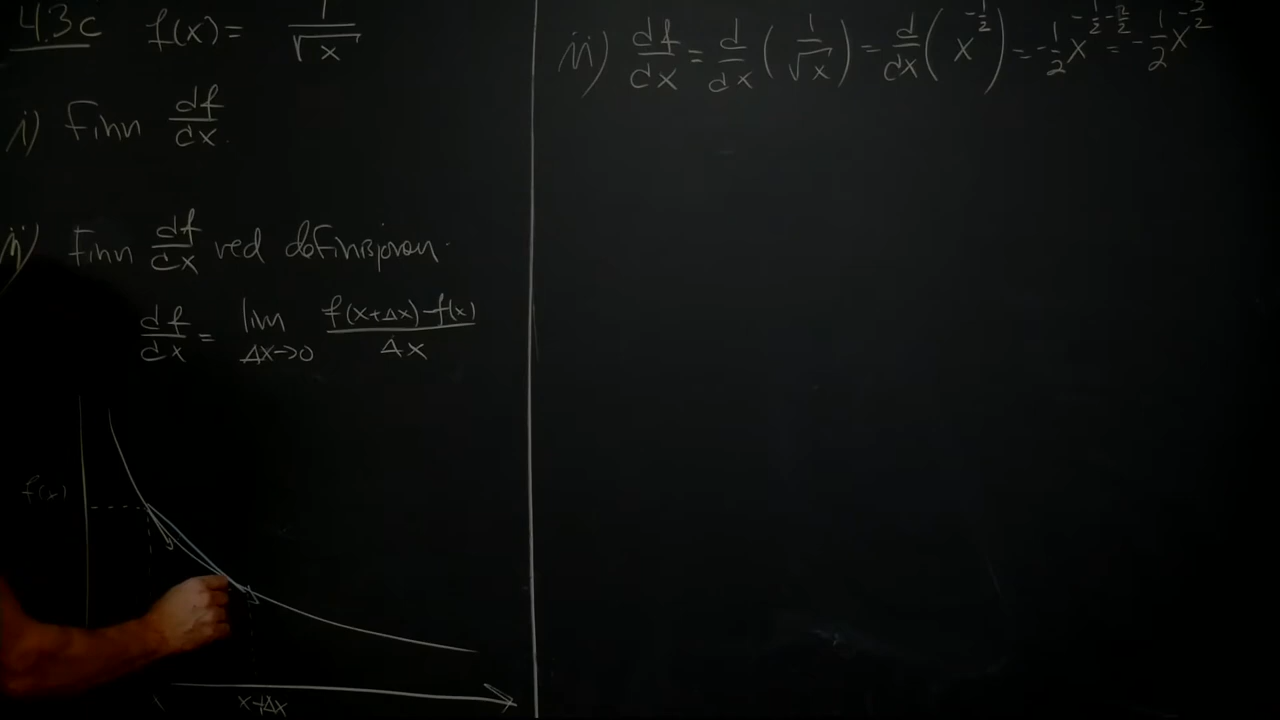 4.3c f(x) = 1/√x
i) Finn df/dx.
ii) Finn df/dx ved definisjonen.
df/dx = lim Δx→0 f(x+Δx)-f(x)/Δx
f(x)
x+Δx
df/dx = d/dx (1/√x) = d/dx (x^-1/2) = -1/2 x^-1/2-2/2 = -1/2 x^-3/2